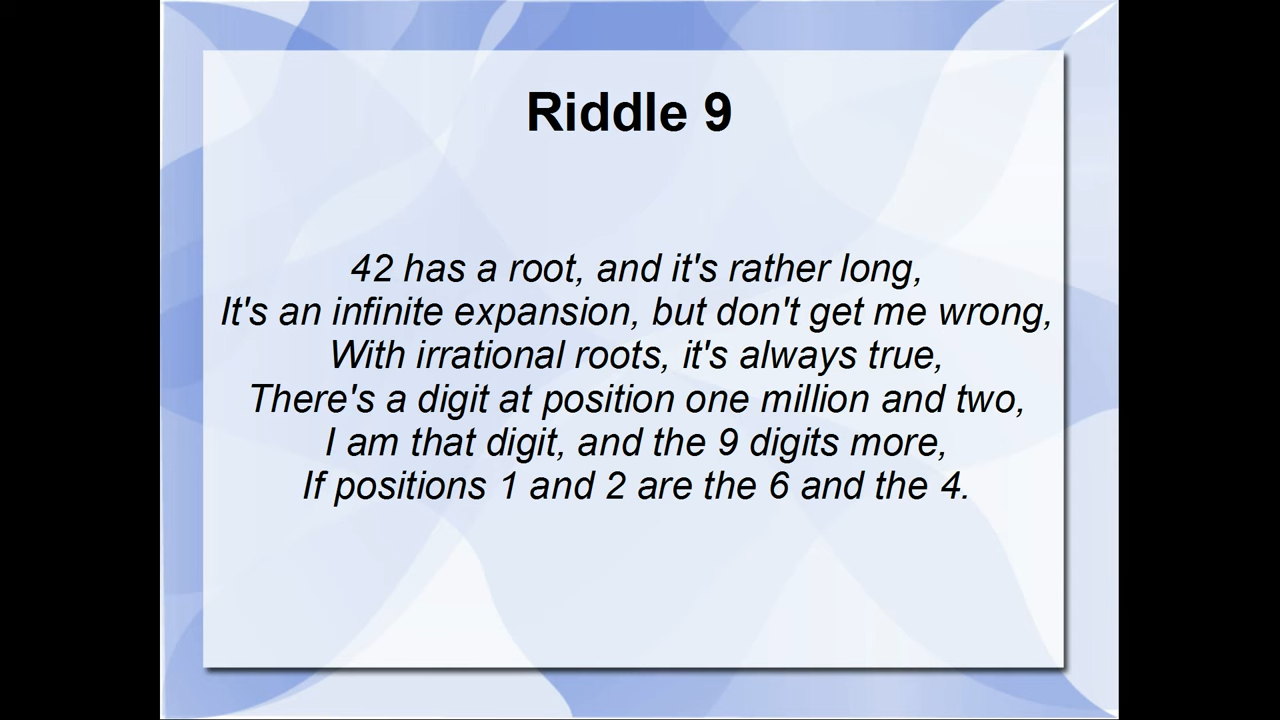 Riddle 9
42 has a root, and it's rather long,
It's an infinite expansion, but don't get me wrong,
With irrational roots, it's always true,
There's a digit at position one million and two,
I am that digit, and the 9 digits more,
If positions 1 and 2 are the 6 and the 4.